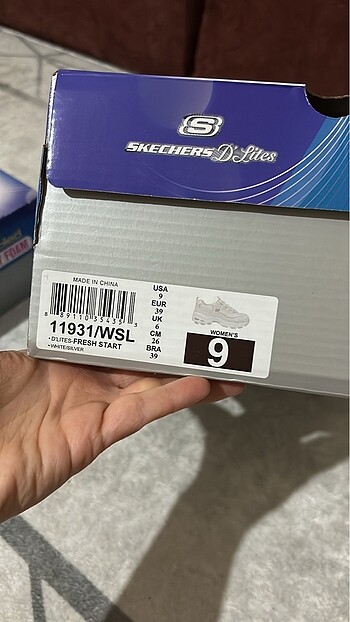 S
SKECHERS D'Lites
FOAM
MADE IN CHINA
11931/WSL
• D'LITES-FRESH START
• WHITE/SILVER
USA
9
EUR
39
UK
6
CM
26
BRA
39
WOMEN'S
9